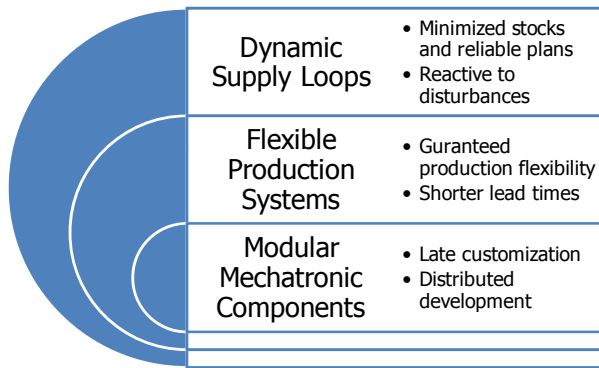 Dynamic
Supply Loops
• Minimized stocks
and reliable plans
• Reactive to
disturbances
Flexible
Production
Systems
• Guranteed
production flexibility
• Shorter lead times
Modular
Mechatronic
Components
• Late customization
• Distributed
development